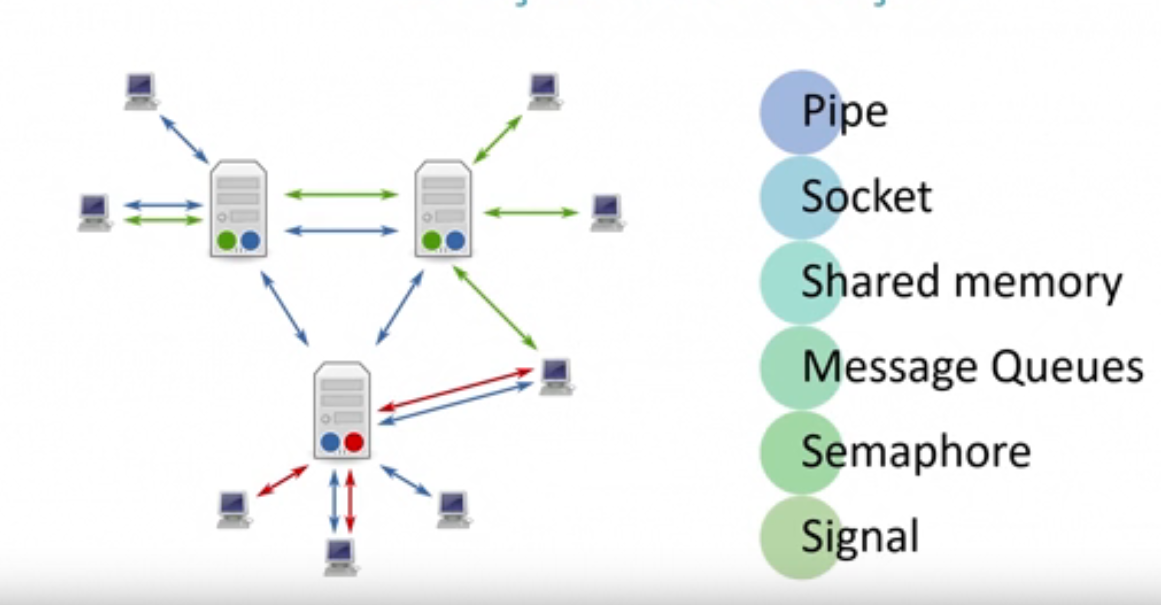 Pipe
Socket
Shared memory
Message Queues
Semaphore
Signal